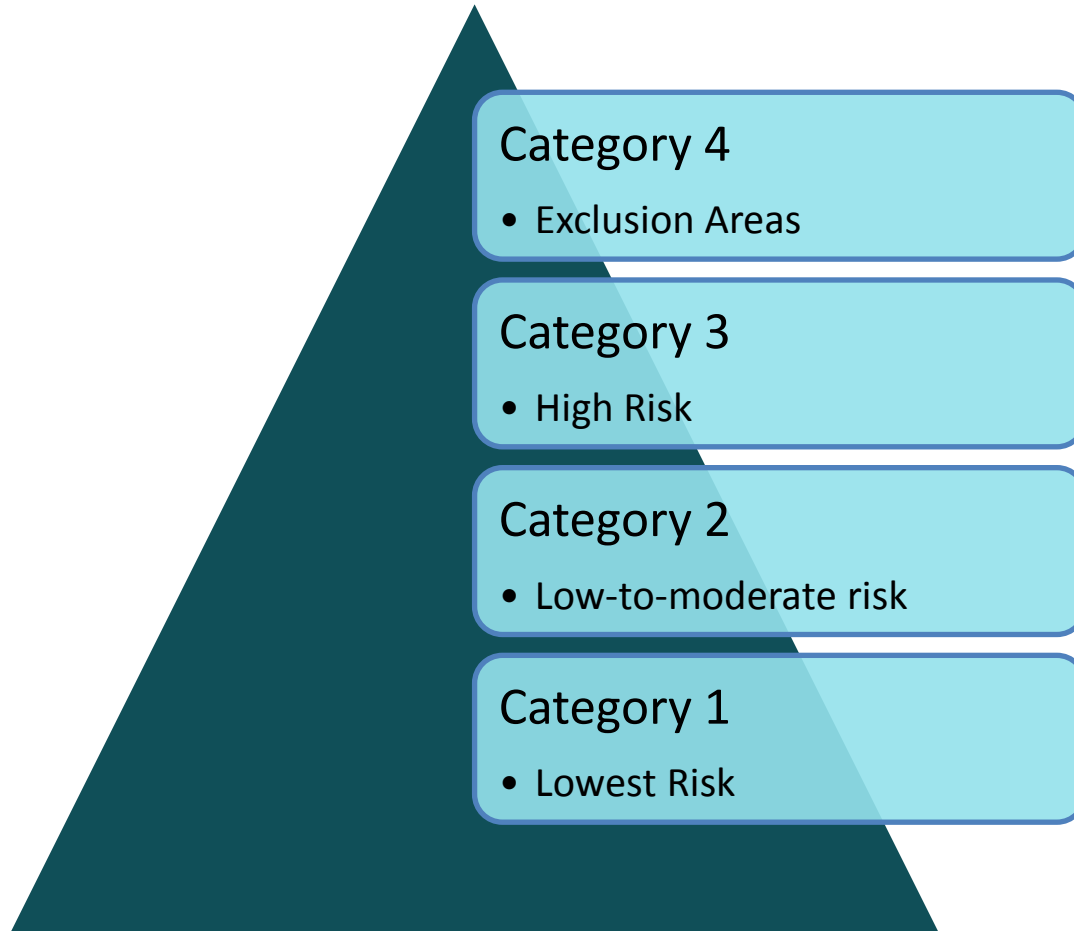 Category 4
• Exclusion Areas
Category 3
• High Risk
Category 2
• Low-to-moderate risk
Category 1
• Lowest Risk